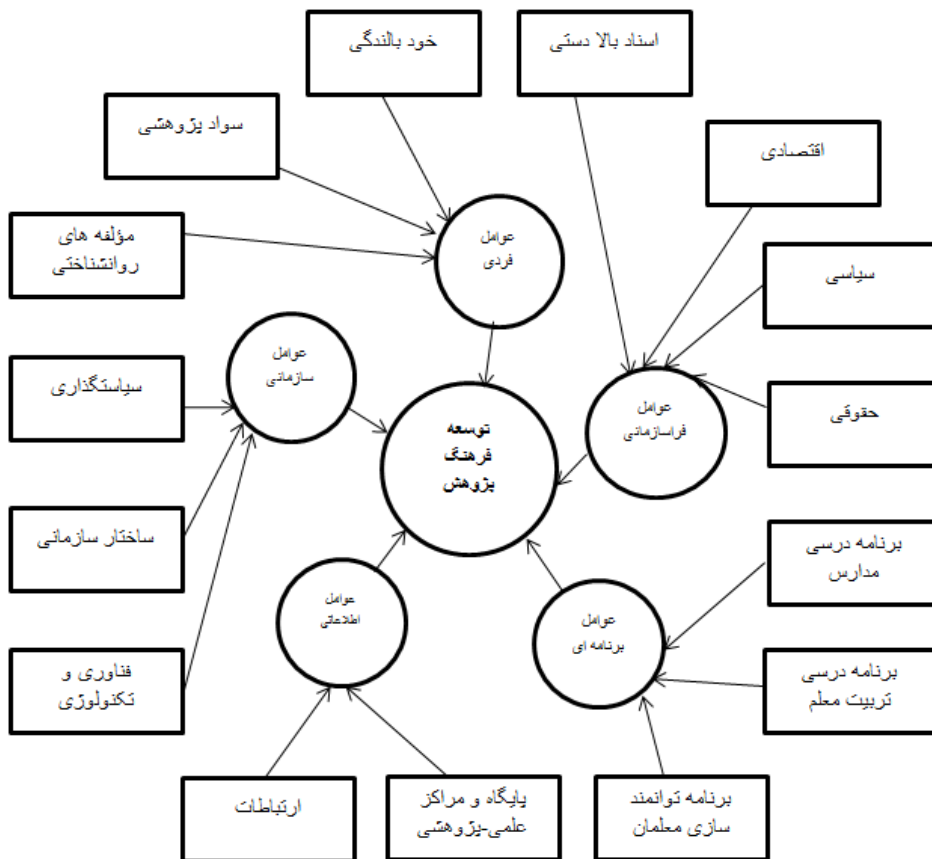 اسناد بالا دستی
خود بالندگی
سواد پژوهشی
اقتصادی
مؤلفه های
روانشناختی
عوامل
فردی
سیاسی
عوامل
سازمانی
سیاستگذاری
حقوقی
عوامل
فراسازمانی
توسعه
فرهنگ
پژوهش
ساختار سازمانی
برنامه درسی
مدارس
عوامل
اطلاعاتی
عوامل
برنامه ای
فناوری و
تکنولوژی
برنامه درسی
تربیت معلم
ارتباطات
پایگاه و مراکز
علمی-پژوهشی
برنامه توانمند
سازی معلمان